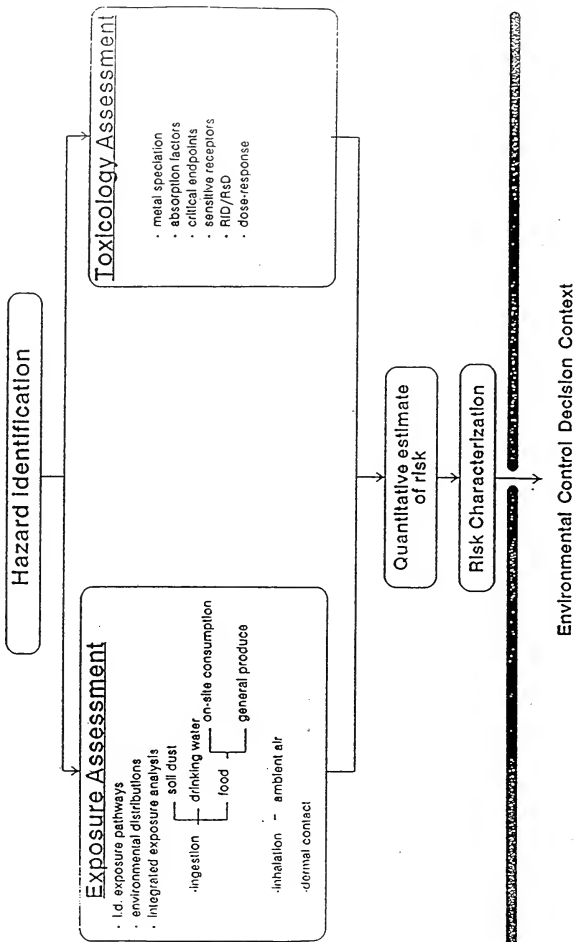 Hazard Identification
Exposure Assessment
· I.d. exposure pathways
· environmental distributions
· integrated exposure analysis
soil dust
·ingestion
drinking water
food
on-site consumption
general produce
·inhalation - ambient air
·dermal contact
Toxicology Assessment
· metal speciation
· absorption factors
· critical endpoints
· sensitive receptors
· RID/RsD
· dose-response
Quantitative estimate
of risk
Risk Characterization
Environmental Control Decision Context